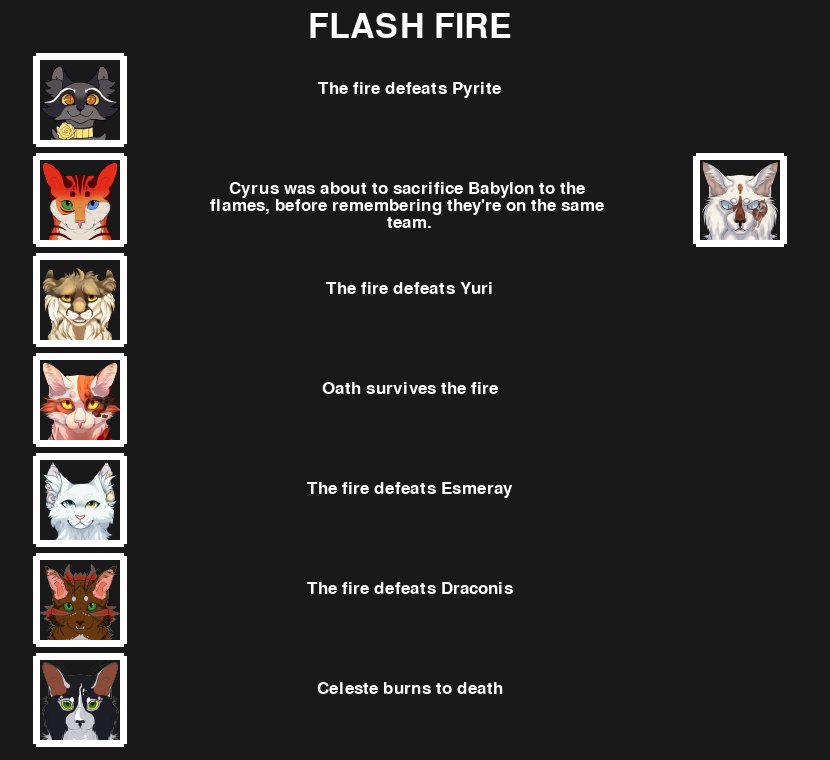 FLASH FIRE
The fire defeats Pyrite
Cyrus was about to sacrifice Babylon to the
flames, before remembering they're on the same
team.
The fire defeats Yuri
Oath survives the fire
The fire defeats Esmeray
The fire defeats Draconis
Celeste burns to death